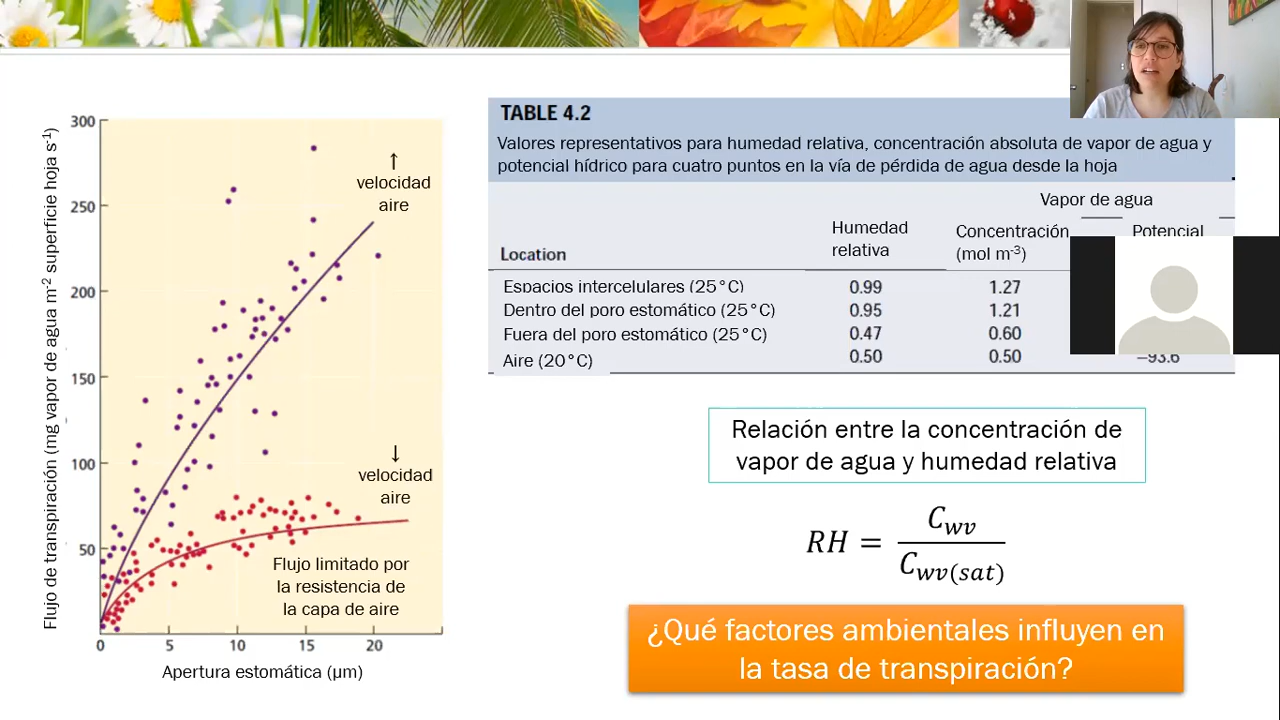 300
250
200
150
100
50
0
5
10
15
20
Flujo de transpiración (mg vapor de agua m-2 superficie hoja s-1)
Apertura estomática (µm)
↑
velocidad
aire
↓
velocidad
aire
Flujo limitado por
la resistencia de
la capa de aire
TABLE 4.2
Valores representativos para humedad relativa, concentración absoluta de vapor de agua y
potencial hídrico para cuatro puntos en la vía de pérdida de agua desde la hoja
Vapor de agua
Location
Humedad
relativa
Concentración
(mol m-3)
Potencial
Espacios intercelulares (25°C) 0.99 1.27
Dentro del poro estomático (25°C) 0.95 1.21
Fuera del poro estomático (25°C) 0.47 0.60
Aire (20°C) 0.50 0.50 −93.6
Relación entre la concentración de
vapor de agua y humedad relativa
RH = Cwv / Cwv(sat)
¿Qué factores ambientales influyen en
la tasa de transpiración?